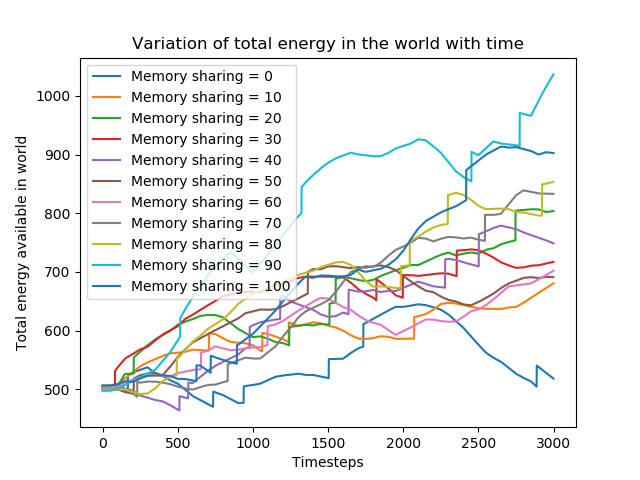 Variation of total energy in the world with time
Total energy available in world
1000
900
800
700
600
500
Memory sharing = 0
Memory sharing = 10
Memory sharing = 20
Memory sharing = 30
Memory sharing = 40
Memory sharing = 50
Memory sharing = 60
Memory sharing = 70
Memory sharing = 80
Memory sharing = 90
Memory sharing = 100
0 500 1000 1500 2000 2500 3000
Timesteps